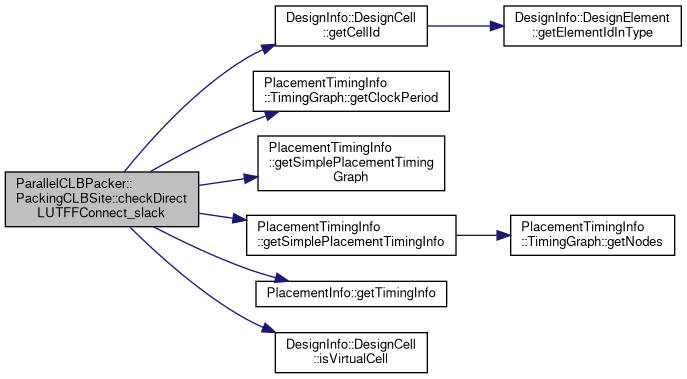 DesignInfo::DesignCell
::getCellId
DesignInfo::DesignElement
::getElementIdInType
PlacementTimingInfo
::TimingGraph::getClockPeriod
PlacementTimingInfo
::getSimplePlacementTiming
Graph
ParallelCLBPacker::
PackingCLBSite::checkDirect
LUTFFConnect_slack
PlacementTimingInfo
::getSimplePlacementTimingInfo
PlacementTimingInfo
::TimingGraph::getNodes
PlacementInfo::getTimingInfo
DesignInfo::DesignCell
::isVirtualCell